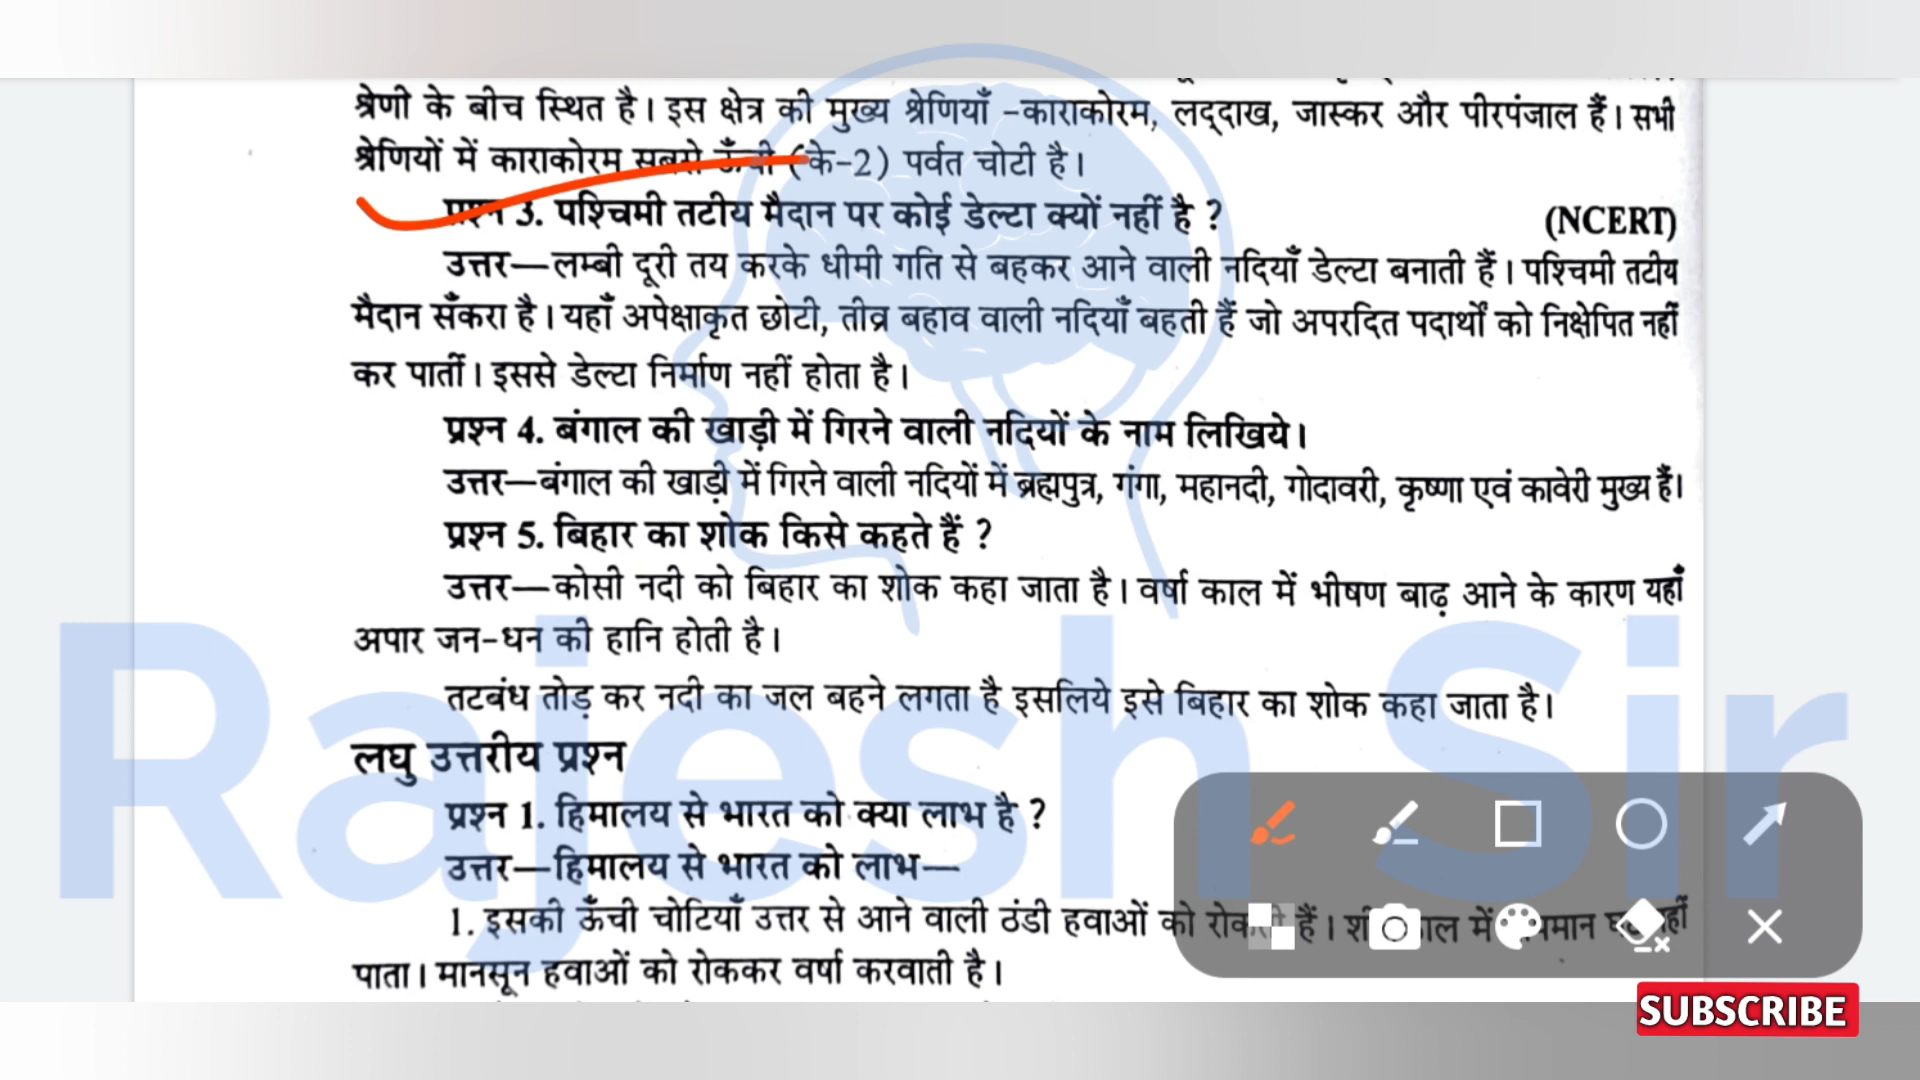 श्रेणी के बीच स्थित है। इस क्षेत्र की मुख्य श्रेणियाँ –काराकोरम, लद्दाख, जास्कर और पीरपंजाल हैं। सभी
श्रेणियों में काराकोरम सबसे ऊँची (के-2) पर्वत चोटी है।
प्रश्न 3. पश्चिमी तटीय मैदान पर कोई डेल्टा क्यों नहीं है ? (NCERT)
उत्तर—लम्बी दूरी तय करके धीमी गति से बहकर आने वाली नदियाँ डेल्टा बनाती हैं। पश्चिमी तटीय
मैदान सँकरा है। यहाँ अपेक्षाकृत छोटी, तीव्र बहाव वाली नदियाँ बहती हैं जो अपरदित पदार्थों को निक्षेपित नहीं
कर पातीं। इससे डेल्टा निर्माण नहीं होता है।
प्रश्न 4. बंगाल की खाड़ी में गिरने वाली नदियों के नाम लिखिये।
उत्तर—बंगाल की खाड़ी में गिरने वाली नदियों में ब्रह्मपुत्र, गंगा, महानदी, गोदावरी, कृष्णा एवं कावेरी मुख्य हैं।
प्रश्न 5. बिहार का शोक किसे कहते हैं ?
उत्तर—कोसी नदी को बिहार का शोक कहा जाता है। वर्षा काल में भीषण बाढ़ आने के कारण यहाँ
अपार जन-धन की हानि होती है।
तटबंध तोड़ कर नदी का जल बहने लगता है इसलिये इसे बिहार का शोक कहा जाता है।
Rajesh Sir
लघु उत्तरीय प्रश्न
प्रश्न 1. हिमालय से भारत को क्या लाभ है ?
उत्तर—हिमालय से भारत को लाभ—
1. इसकी ऊँची चोटियाँ उत्तर से आने वाली ठंडी हवाओं को हैं। में
पाता। मानसून हवाओं को रोककर वर्षा करवाती है।
SUBSCRIBE